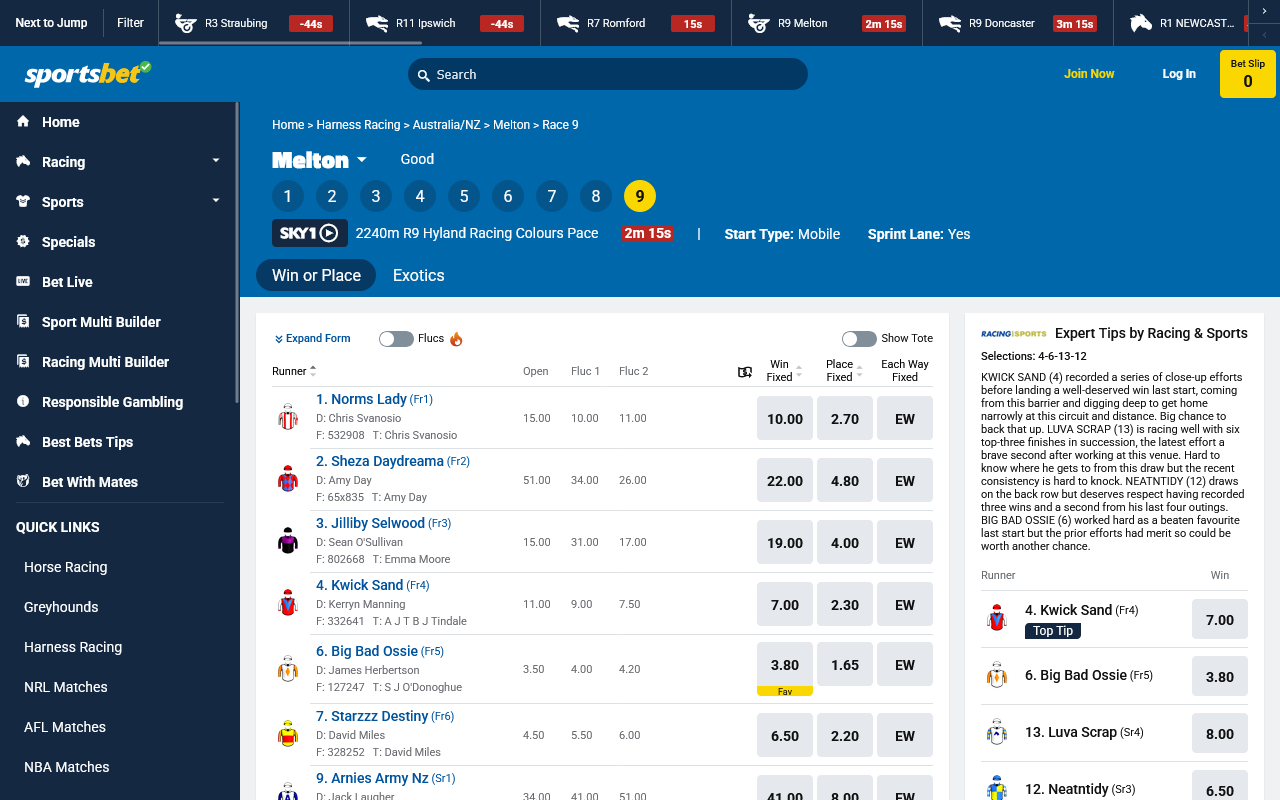 Next to Jump
Filter
R3 Straubing -44s
R11 Ipswich -44s
R7 Romford 15s
R9 Melton 2m 15s
R9 Doncaster 3m 15s
R1 NEWCAST...
sportsbet
Search
Join Now
Log In
Bet Slip
0
Home
Racing
Sports
Specials
LIVE Bet Live
Sport Multi Builder
Racing Multi Builder
Responsible Gambling
Best Bets Tips
Bet With Mates
QUICK LINKS
Horse Racing
Greyhounds
Harness Racing
NRL Matches
AFL Matches
NBA Matches
Home > Harness Racing > Australia/NZ > Melton > Race 9
Melton Good
1 2 3 4 5 6 7 8 9
SKY1 2240m R9 Hyland Racing Colours Pace 2m 15s | Start Type: Mobile Sprint Lane: Yes
Win or Place Exotics
Expand Form Flucs Show Tote
Runner Open Fluc 1 Fluc 2 Win Fixed Place Fixed Each Way Fixed
1. Norms Lady (Fr1)
D: Chris Svanosio 15.00 10.00 11.00 10.00 2.70 EW
F: 532908 T: Chris Svanosio
2. Sheza Daydreama (Fr2)
D: Amy Day 51.00 34.00 26.00 22.00 4.80 EW
F: 65x835 T: Amy Day
3. Jilliby Selwood (Fr3)
D: Sean O'Sullivan 15.00 31.00 17.00 19.00 4.00 EW
F: 802668 T: Emma Moore
4. Kwick Sand (Fr4)
D: Kerryn Manning 11.00 9.00 7.50 7.00 2.30 EW
F: 332641 T: A J T B J Tindale
6. Big Bad Ossie (Fr5)
D: James Herbertson 3.50 4.00 4.20 3.80 1.65 EW
F: 127247 T: S J O'Donoghue
Fav
7. Starzzz Destiny (Fr6)
D: David Miles 4.50 5.50 6.00 6.50 2.20 EW
F: 328252 T: David Miles
9. Arnies Army Nz (Sr1)
D: Jack Laugher 34.00 41.00 51.00 41.00 8.00 EW
RACING AND SPORTS Expert Tips by Racing & Sports
Selections: 4-6-13-12
KWICK SAND (4) recorded a series of close-up efforts
before landing a well-deserved win last start, coming
from this barrier and digging deep to get home
narrowly at this circuit and distance. Big chance to
back that up. LUVA SCRAP (13) is racing well with six
top-three finishes in succession, the latest effort a
brave second after working at this venue. Hard to
know where he gets to from this draw but the recent
consistency is hard to knock. NEATNTIDY (12) draws
on the back row but deserves respect having recorded
three wins and a second from his last four outings.
BIG BAD OSSIE (6) worked hard as a beaten favourite
last start but the prior efforts had merit so could be
worth another chance.
Runner Win
4. Kwick Sand (Fr4) 7.00
Top Tip
6. Big Bad Ossie (Fr5) 3.80
13. Luva Scrap (Sr4) 8.00
12. Neatntidy (Sr3) 6.50